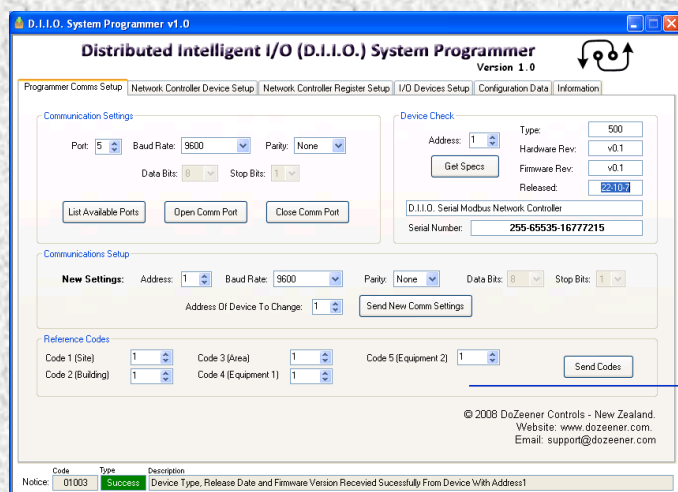 D.I.I.O. System Programmer v1.0
Distributed Intelligent I/O (D.I.I.O.) System Programmer
Version 1.0
Programmer Comms Setup Network Controller Device Setup Network Controller Register Setup I/O Devices Setup Configuration Data Information
Communication Settings
Port: 5 Baud Rate: 9600 Parity: None
Data Bits: 8 Stop Bits: 1
List Available Ports Open Comm Port Close Comm Port
Device Check
Address: 1 Type: 500
Hardware Rev: v0.1
Get Specs Firmware Rev: v0.1
Released: 22-10-7
D.I.I.O. Serial Modbus Network Controller
Serial Number: 255-65535-16777215
Communications Setup
New Settings: Address: 1 Baud Rate: 9600 Parity: None Data Bits: 8 Stop Bits: 1
Address Of Device To Change: 1 Send New Comm Settings
Reference Codes
Code 1 (Site) 1 Code 3 (Area) 1 Code 5 (Equipment 2) 1
Code 2 (Building) 1 Code 4 (Equipment 1) 1 Send Codes
© 2008 DoZeener Controls - New Zealand.
Website: www.dozeener.com.
Email: support@dozeener.com
Code Type Description
Notice: 01003 Success Device Type, Release Date and Firmware Version Recevied Sucessfully From Device With Address1